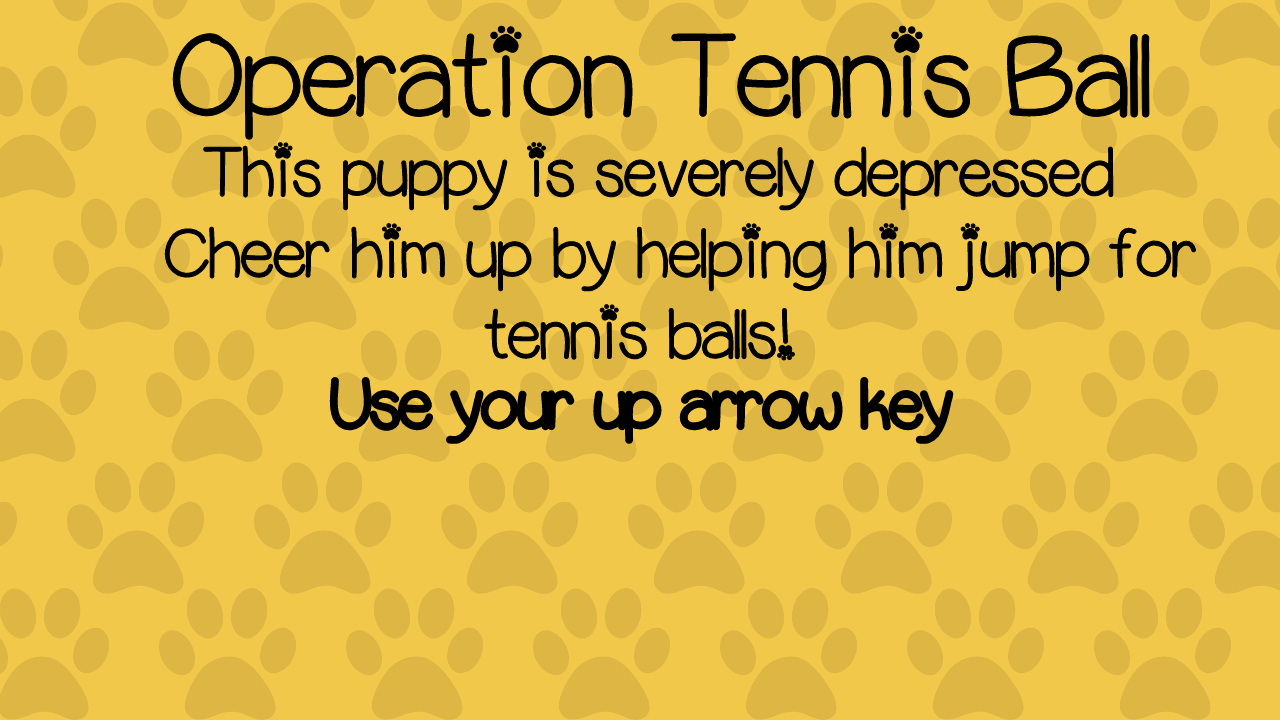 Operation Tennis Ball
This puppy is severely depressed
Cheer him up by helping him jump for
tennis balls!
Use your up arrow key